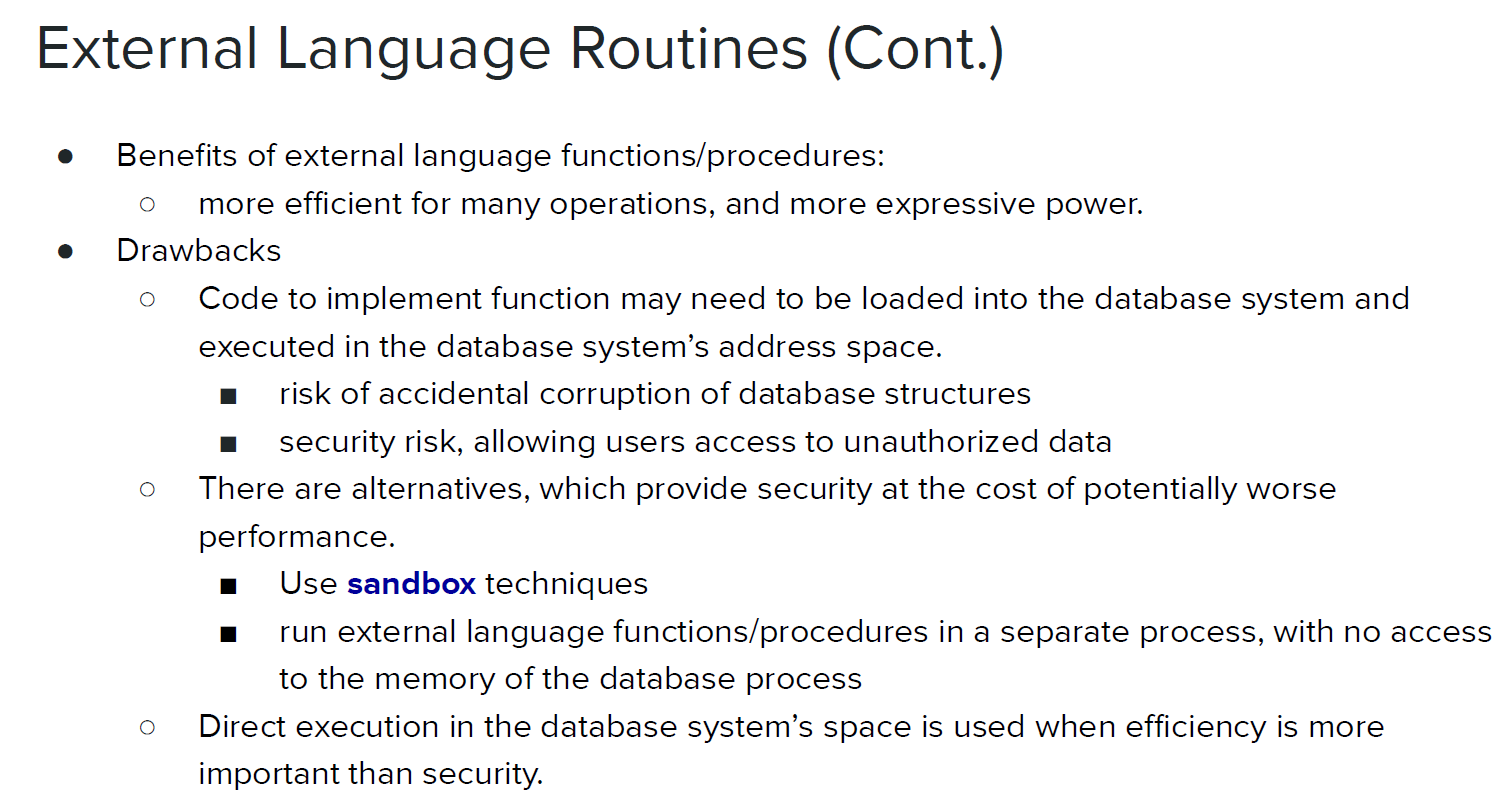 External Language Routines (Cont.)
● Benefits of external language functions/procedures:
○ more efficient for many operations, and more expressive power.
● Drawbacks
○ Code to implement function may need to be loaded into the database system and
executed in the database system’s address space.
■ risk of accidental corruption of database structures
■ security risk, allowing users access to unauthorized data
○ There are alternatives, which provide security at the cost of potentially worse
performance.
■ Use sandbox techniques
■ run external language functions/procedures in a separate process, with no access
to the memory of the database process
○ Direct execution in the database system’s space is used when efficiency is more
important than security.